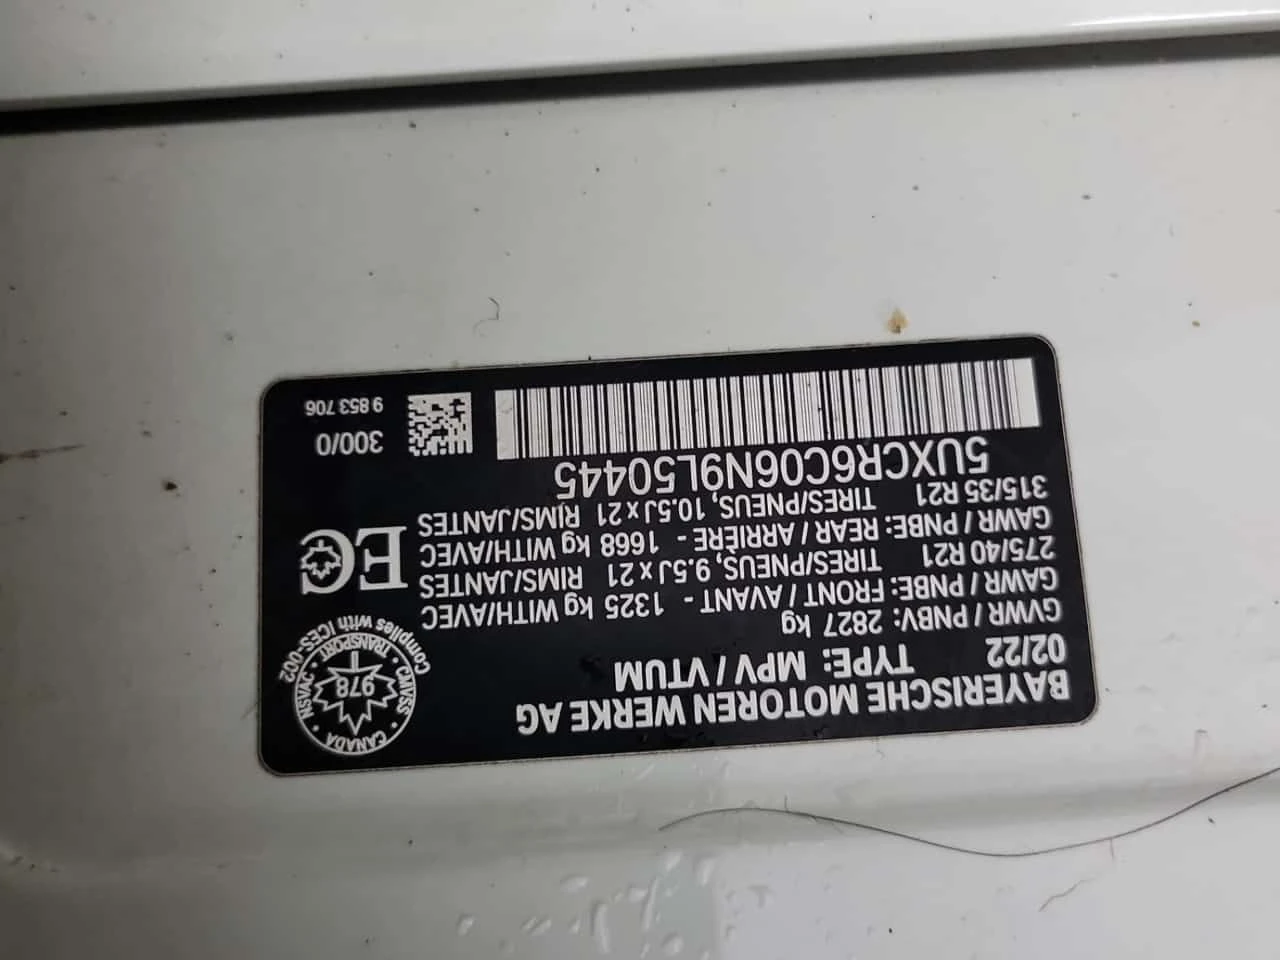 BAYERISCHE MOTOREN WERKE AG
02/22 TYPE: MPV / VTUM
GVWR / PNBV: 2827 kg
GAWR / PNBE: FRONT / AVANT - 1325 kg WITH/AVEC
275/40 R21 TIRES/PNEUS, 9.5J x 21 RIMS/JANTES
GAWR / PNBE: REAR / ARRIÈRE - 1668 kg WITH/AVEC
315/35 R21 TIRES/PNEUS, 10.5J x 21 RIMS/JANTES
5UXCR6C06N9L50445
CANADA · NSVAC · TRANSPORT · CMVSS ·
978
Complies with ICES-002
EC
300/0
9 853 706